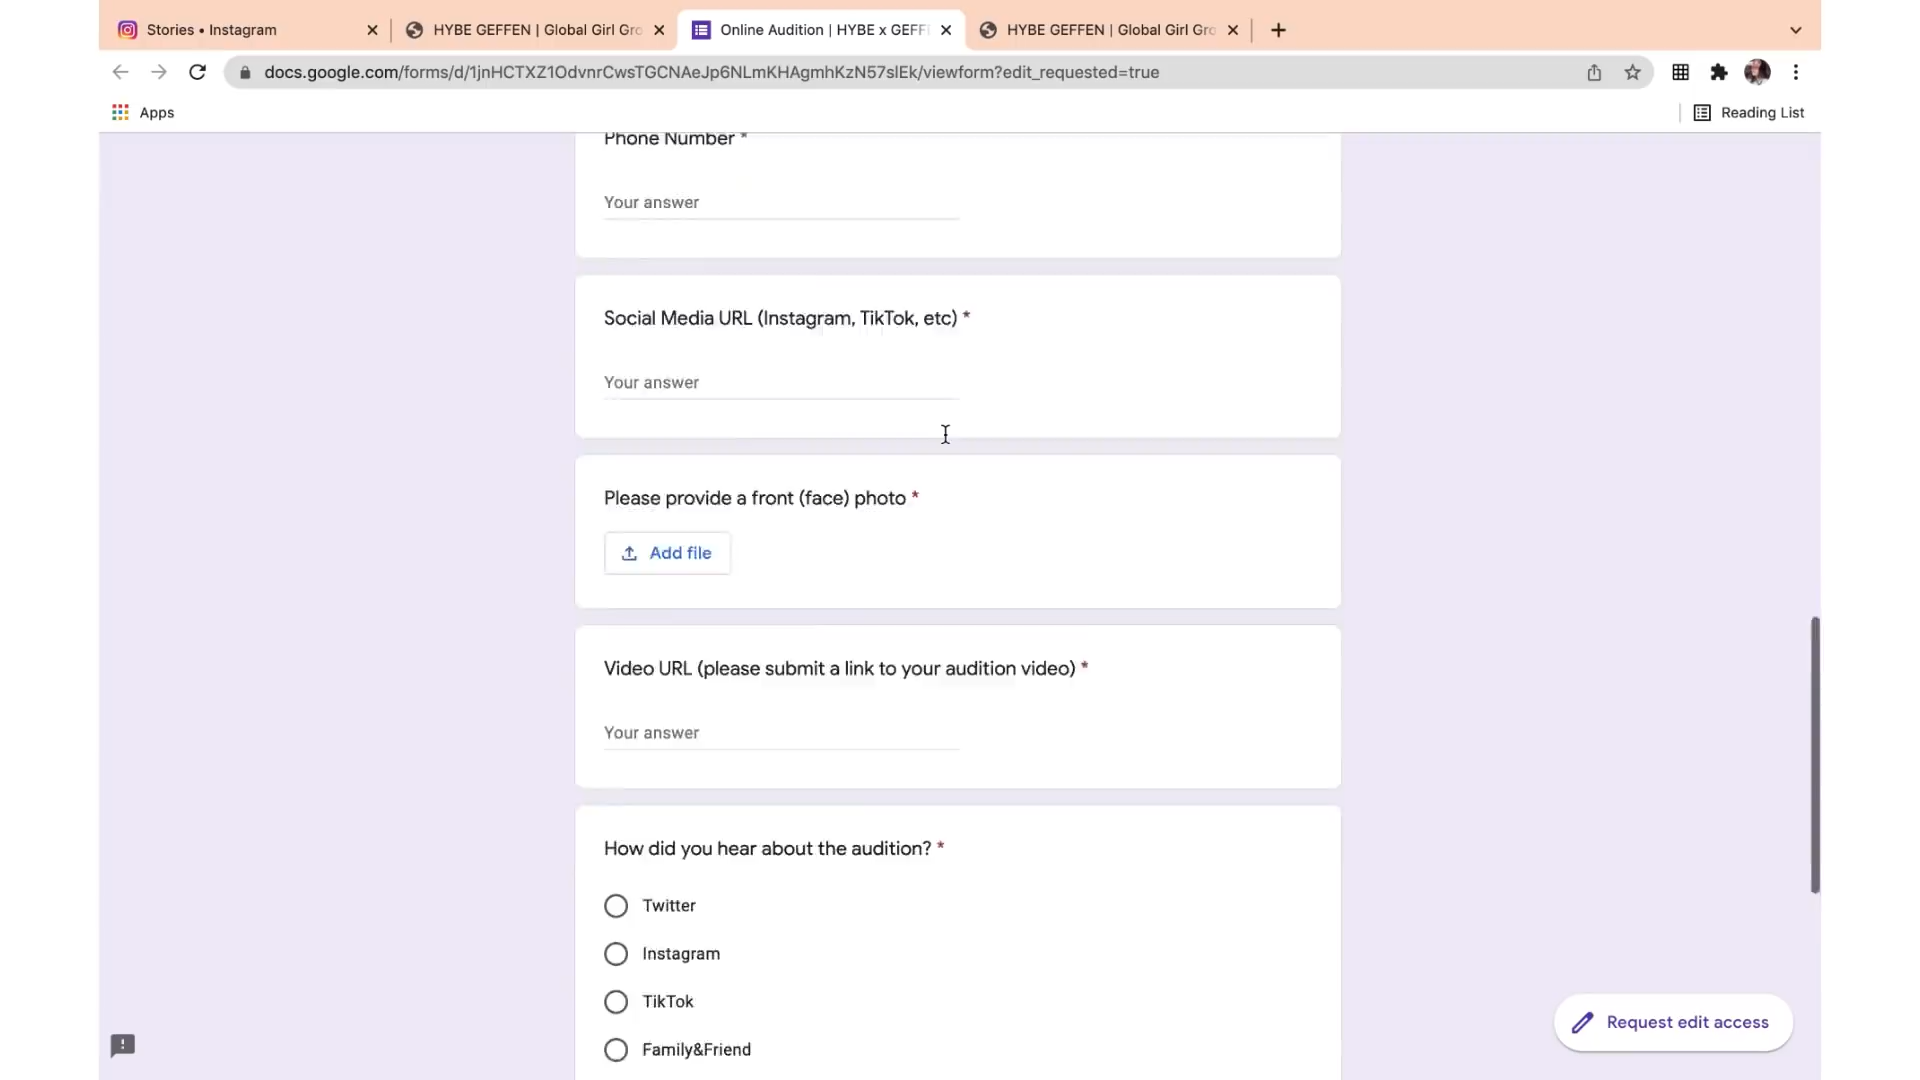 Stories • Instagram
HYBE GEFFEN | Global Girl Gro
Online Audition | HYBE x GEFF
HYBE GEFFEN | Global Girl Gro
docs.google.com/forms/d/1jnHCTXZ1OdvnrCwsTGCNAeJp6NLmKHAgmhKzN57slEk/viewform?edit_requested=true
Apps
Reading List
Phone Number *
Your answer
Social Media URL (Instagram, TikTok, etc) *
Your answer
Please provide a front (face) photo *
Add file
Video URL (please submit a link to your audition video) *
Your answer
How did you hear about the audition? *
Twitter
Instagram
TikTok
Family&Friend
Request edit access